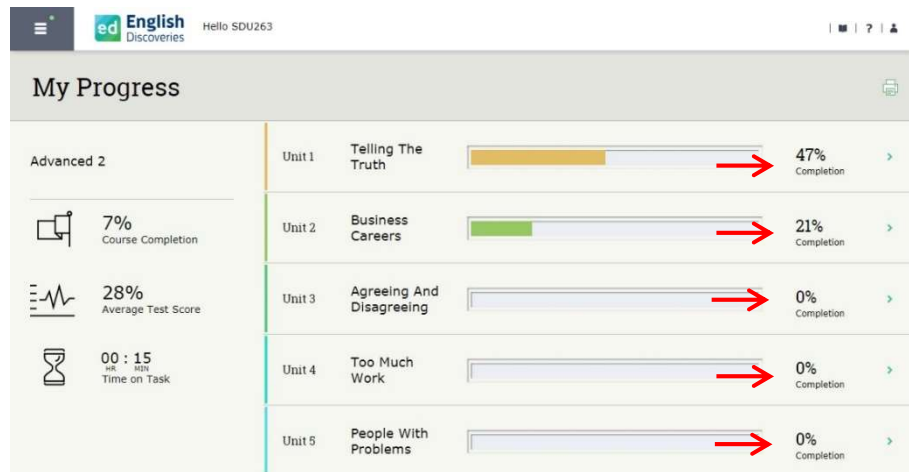 ed English Discoveries Hello SDU263 | | ? |
My Progress
Advanced 2
7%
Course Completion
28%
Average Test Score
00 : 15
HR MIN
Time on Task
Unit 1 Telling The Truth 47% Completion
Unit 2 Business Careers 21% Completion
Unit 3 Agreeing And Disagreeing 0% Completion
Unit 4 Too Much Work 0% Completion
Unit 5 People With Problems 0% Completion